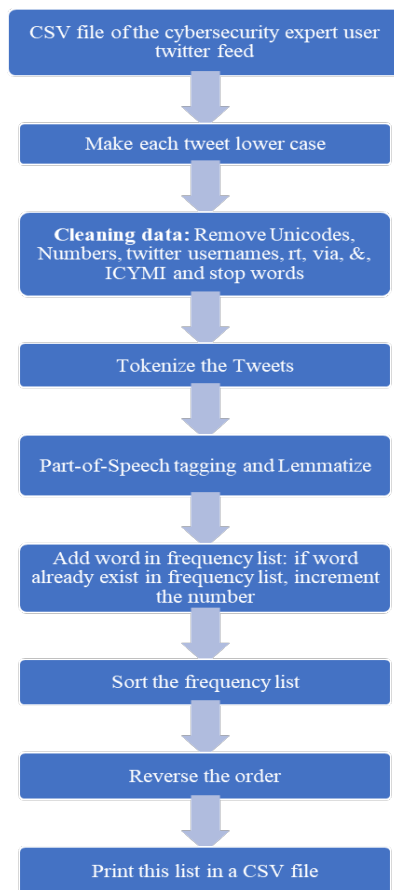 CSV file of the cybersecurity expert user
twitter feed
Make each tweet lower case
Cleaning data: Remove Unicodes,
Numbers, twitter usernames, rt, via, &,
ICYMI and stop words
Tokenize the Tweets
Part-of-Speech tagging and Lemmatize
Add word in frequency list: if word
already exist in frequency list, increment
the number
Sort the frequency list
Reverse the order
Print this list in a CSV file